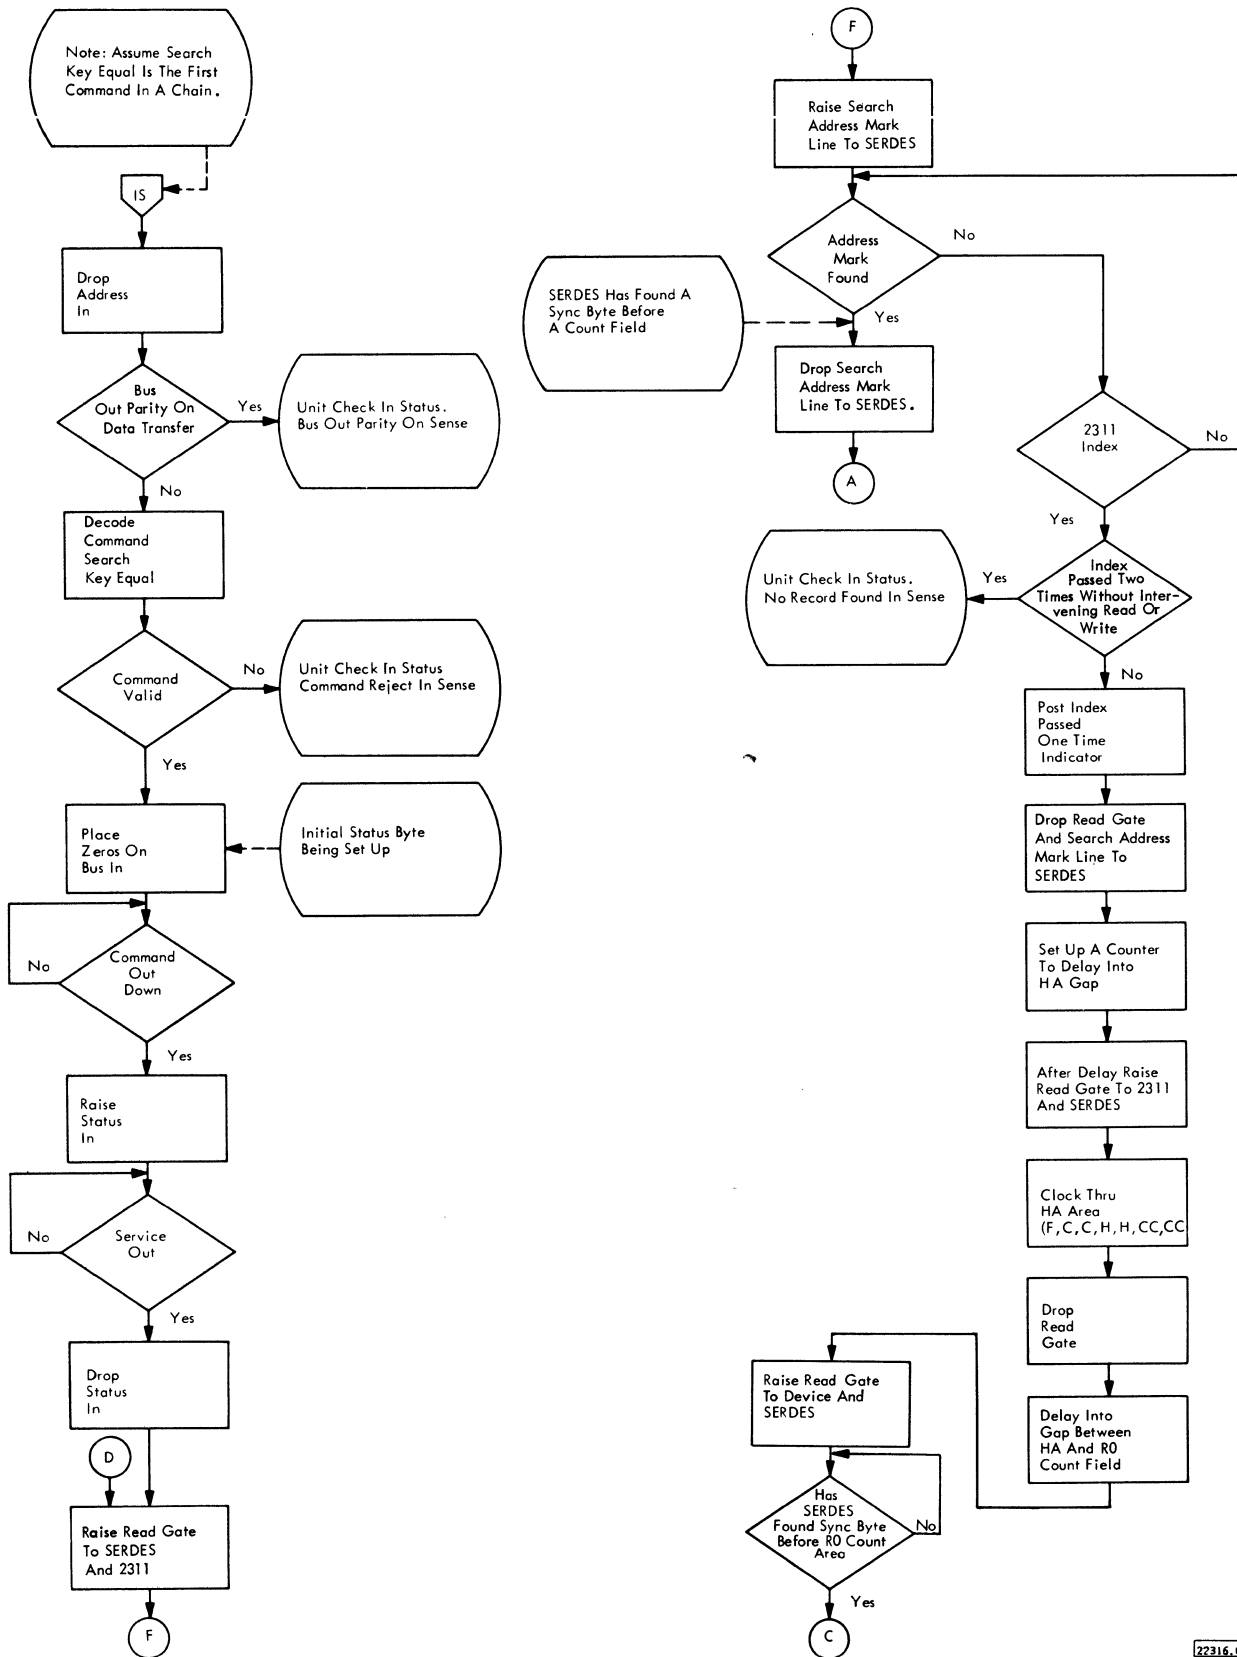 Note: Assume Search
Key Equal Is The First
Command In A Chain.
IS
Drop
Address
In
Bus
Out Parity On
Data Transfer
Yes
Unit Check In Status.
Bus Out Parity On Sense
No
Decode
Command
Search
Key Equal
Command
Valid
No
Unit Check In Status
Command Reject In Sense
Yes
Place
Zeros On
Bus In
Initial Status Byte
Being Set Up
Command
Out
Down
No
Yes
Raise
Status
In
Service
Out
No
Yes
Drop
Status
In
D
Raise Read Gate
To SERDES
And 2311
F
F
Raise Search
Address Mark
Line To SERDES
Address
Mark
Found
No
SERDES Has Found A
Sync Byte Before
A Count Field
Yes
Drop Search
Address Mark
Line To SERDES.
A
2311
Index
No
Yes
Index
Passed Two
Times Without Inter-
vening Read Or
Write
Yes
Unit Check In Status.
No Record Found In Sense
No
Post Index
Passed
One Time
Indicator
Drop Read Gate
And Search Address
Mark Line To
SERDES
Set Up A Counter
To Delay Into
HA Gap
After Delay Raise
Read Gate To 2311
And SERDES
Clock Thru
HA Area
(F,C,C,H,H,CC,CC
Drop
Read
Gate
Delay Into
Gap Between
HA And R0
Count Field
Raise Read Gate
To Device And
SERDES
Has
SERDES
Found Sync Byte
Before R0 Count
Area
No
Yes
C